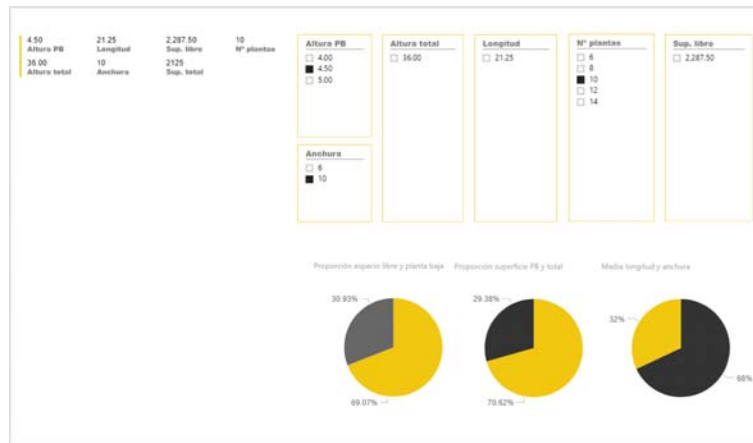 4.50 21.25 2,287.50 10
Altura PB Longitud Sup. libre Nº plantas
36.00 10 2125
Altura total Anchura Sup. total
Altura PB
4.00
4.50
5.00
Altura total
36.00
Longitud
21.25
Nº plantas
6
8
10
12
14
Sup. libre
2,287.50
Anchura
6
10
Proporción espacio libre y planta baja
30.93%
69.07%
Proporción superficie PB y total
29.38%
70.62%
Media longitud y anchura
32%
68%